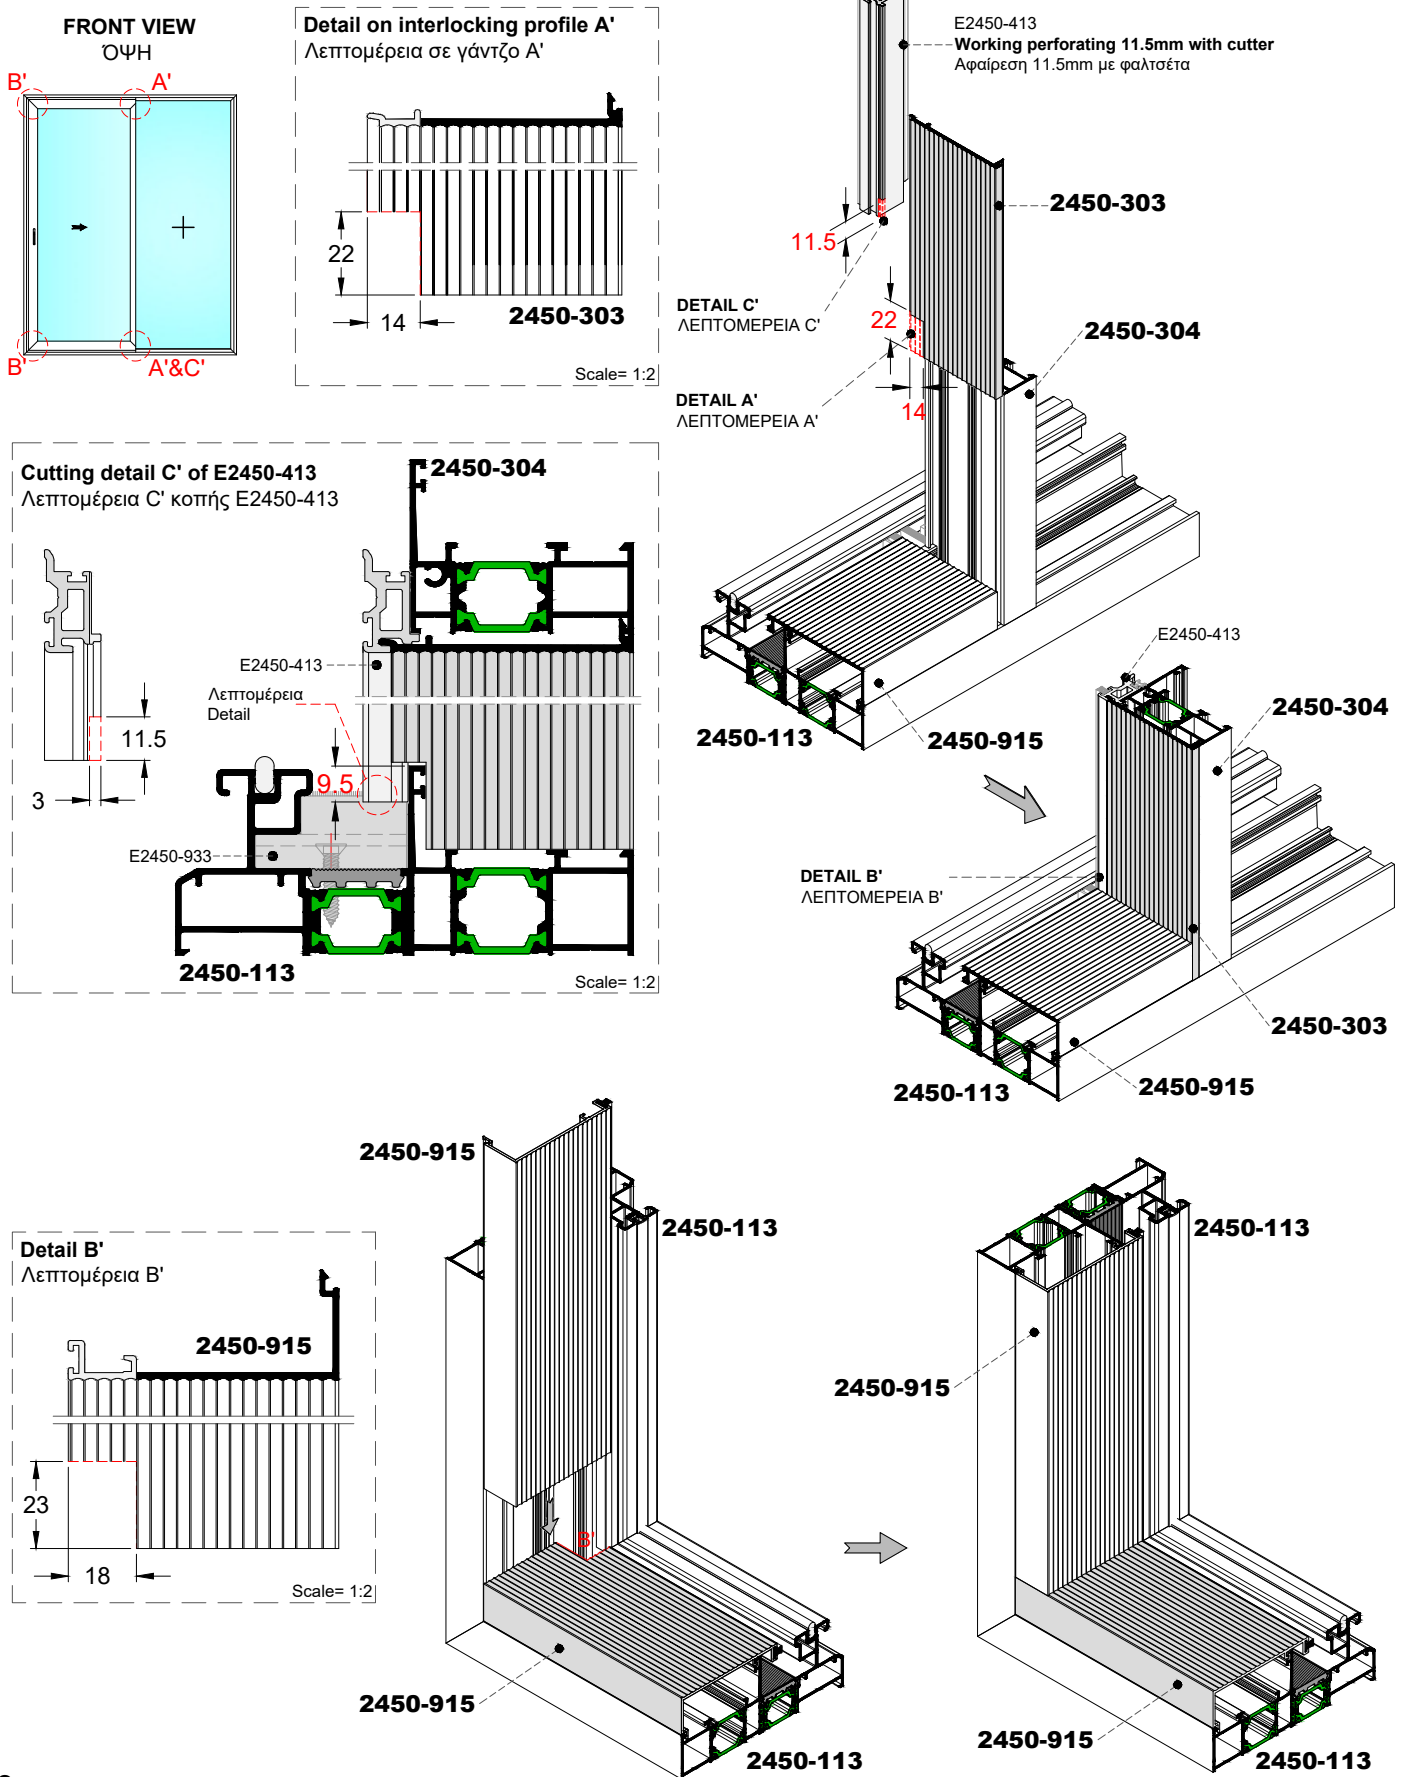 FRONT VIEW
ΌΨΗ
B'
A'
B'
A'&C'
Detail on interlocking profile A'
Λεπτομέρεια σε γάντζο A'
22
14
2450-303
Scale= 1:2
E2450-413
Working perforating 11.5mm with cutter
Αφαίρεση 11.5mm με φαλτσέτα
2450-303
11.5
DETAIL C'
ΛΕΠΤΟΜΕΡΕΙΑ C'
22
2450-304
DETAIL A'
ΛΕΠΤΟΜΕΡΕΙΑ A'
14
2450-113
2450-915
Cutting detail C' of E2450-413
Λεπτομέρεια C' κοπής E2450-413
2450-304
E2450-413
Λεπτομέρεια
Detail
11.5
3
9.5
E2450-933
2450-113
Scale= 1:2
E2450-413
2450-304
DETAIL B'
ΛΕΠΤΟΜΕΡΕΙΑ B'
2450-303
2450-915
2450-113
Detail B'
Λεπτομέρεια B'
2450-915
23
18
Scale= 1:2
2450-915
2450-113
B'
2450-915
2450-113
2450-113
2450-915
2450-915
2450-113